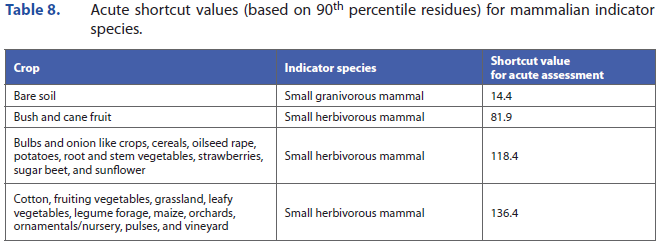 Table 8. Acute shortcut values (based on 90th percentile residues) for mammalian indicator
species.
Crop Indicator species Shortcut value
for acute assessment
Bare soil Small granivorous mammal 14.4
Bush and cane fruit Small herbivorous mammal 81.9
Bulbs and onion like crops, cereals, oilseed rape,
potatoes, root and stem vegetables, strawberries,
sugar beet, and sunflower
Small herbivorous mammal 118.4
Cotton, fruiting vegetables, grassland, leafy
vegetables, legume forage, maize, orchards,
ornamentals/nursery, pulses, and vineyard
Small herbivorous mammal 136.4